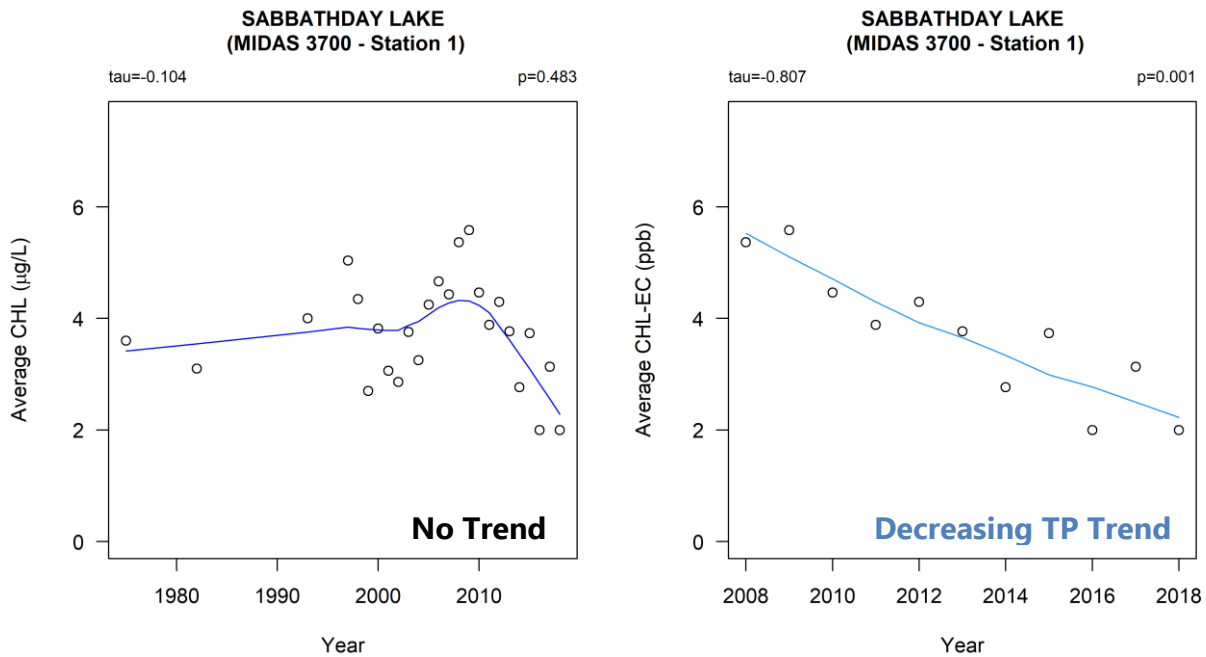 SABBATHDAY LAKE
(MIDAS 3700 - Station 1)
tau=-0.104
p=0.483
Average CHL (µg/L)
6
4
2
0
No Trend
1980
1990
2000
2010
Year
SABBATHDAY LAKE
(MIDAS 3700 - Station 1)
tau=-0.807
p=0.001
Average CHL-EC (ppb)
6
4
2
0
Decreasing TP Trend
2008
2010
2012
2014
2016
2018
Year